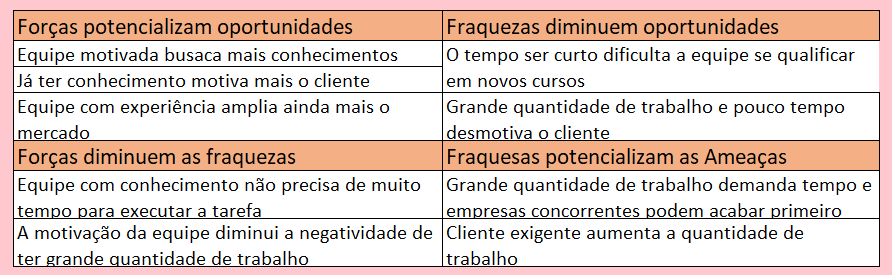 Forças potencializam oportunidades
Fraquezas diminuem oportunidades
Equipe motivada busaca mais conhecimentos
Já ter conhecimento motiva mais o cliente
O tempo ser curto dificulta a equipe se qualificar
em novos cursos
Equipe com experiência amplia ainda mais o
mercado
Grande quantidade de trabalho e pouco tempo
desmotiva o cliente
Forças diminuem as fraquezas
Fraquesas potencializam as Ameaças
Equipe com conhecimento não precisa de muito
tempo para executar a tarefa
Grande quantidade de trabalho demanda tempo e
empresas concorrentes podem acabar primeiro
A motivação da equipe diminui a negatividade de
ter grande quantidade de trabalho
Cliente exigente aumenta a quantidade de
trabalho